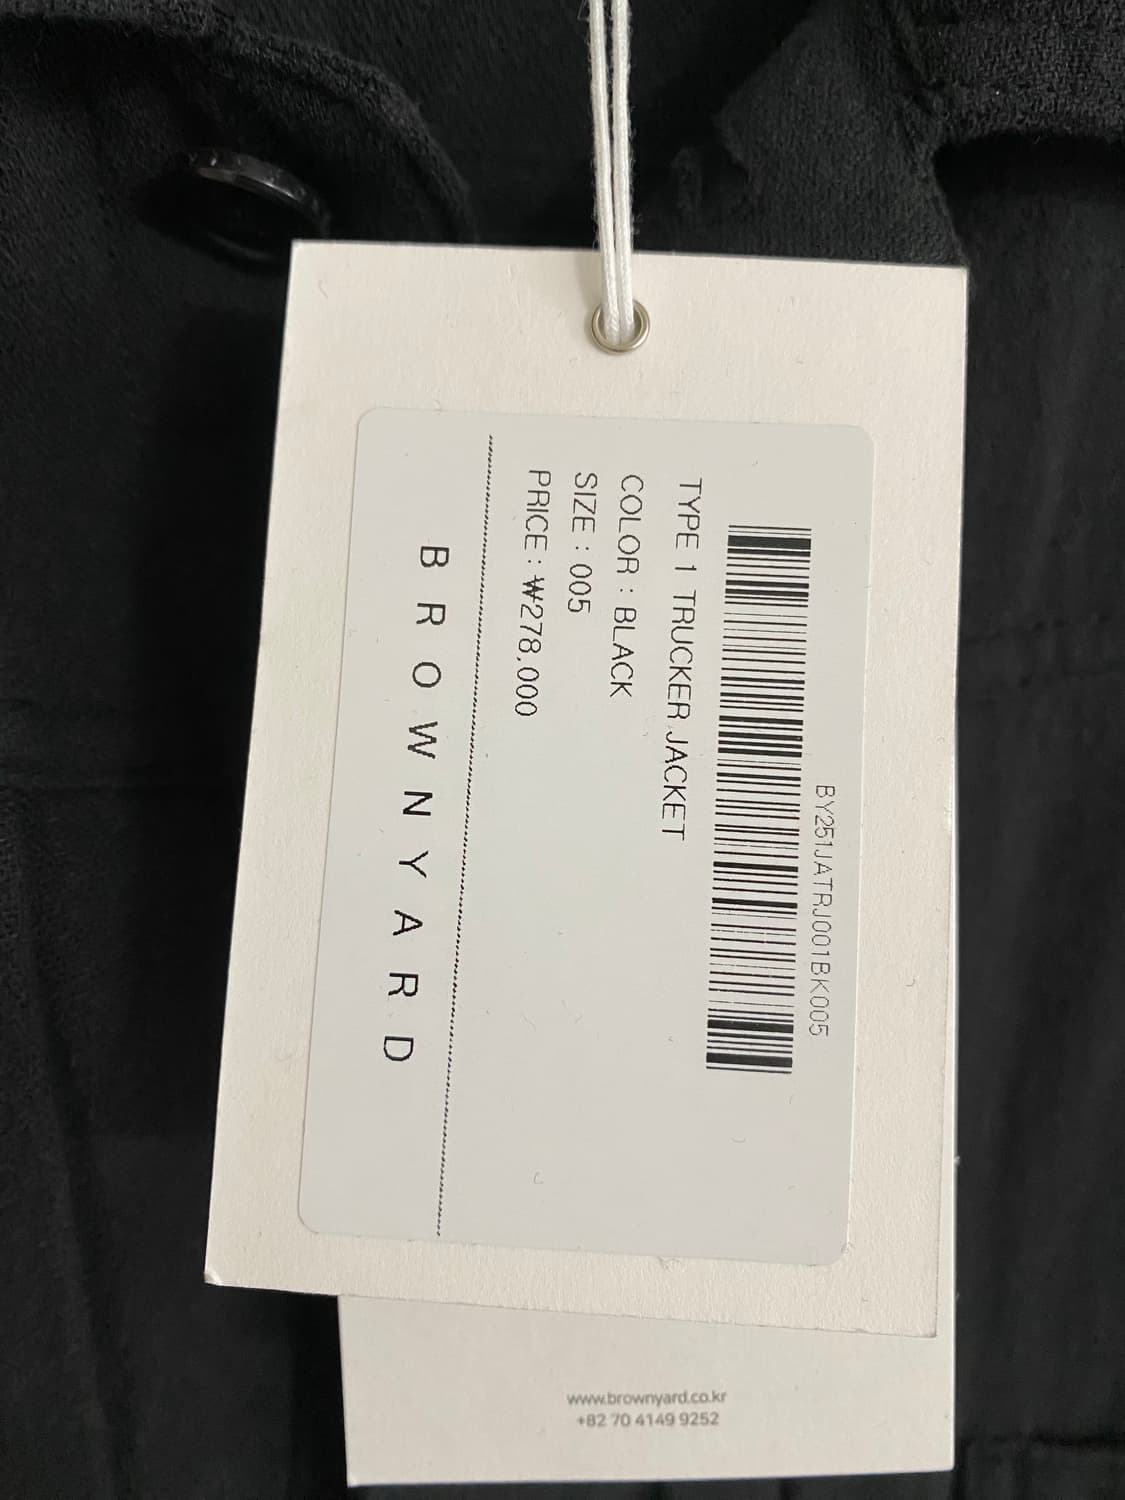 BY251JATRJ001BK005
TYPE 1 TRUCKER JACKET
COLOR : BLACK
SIZE : 005
PRICE : ₩278,000
BROWNYARD
www.brownyard.co.kr
+82 70 4149 9252